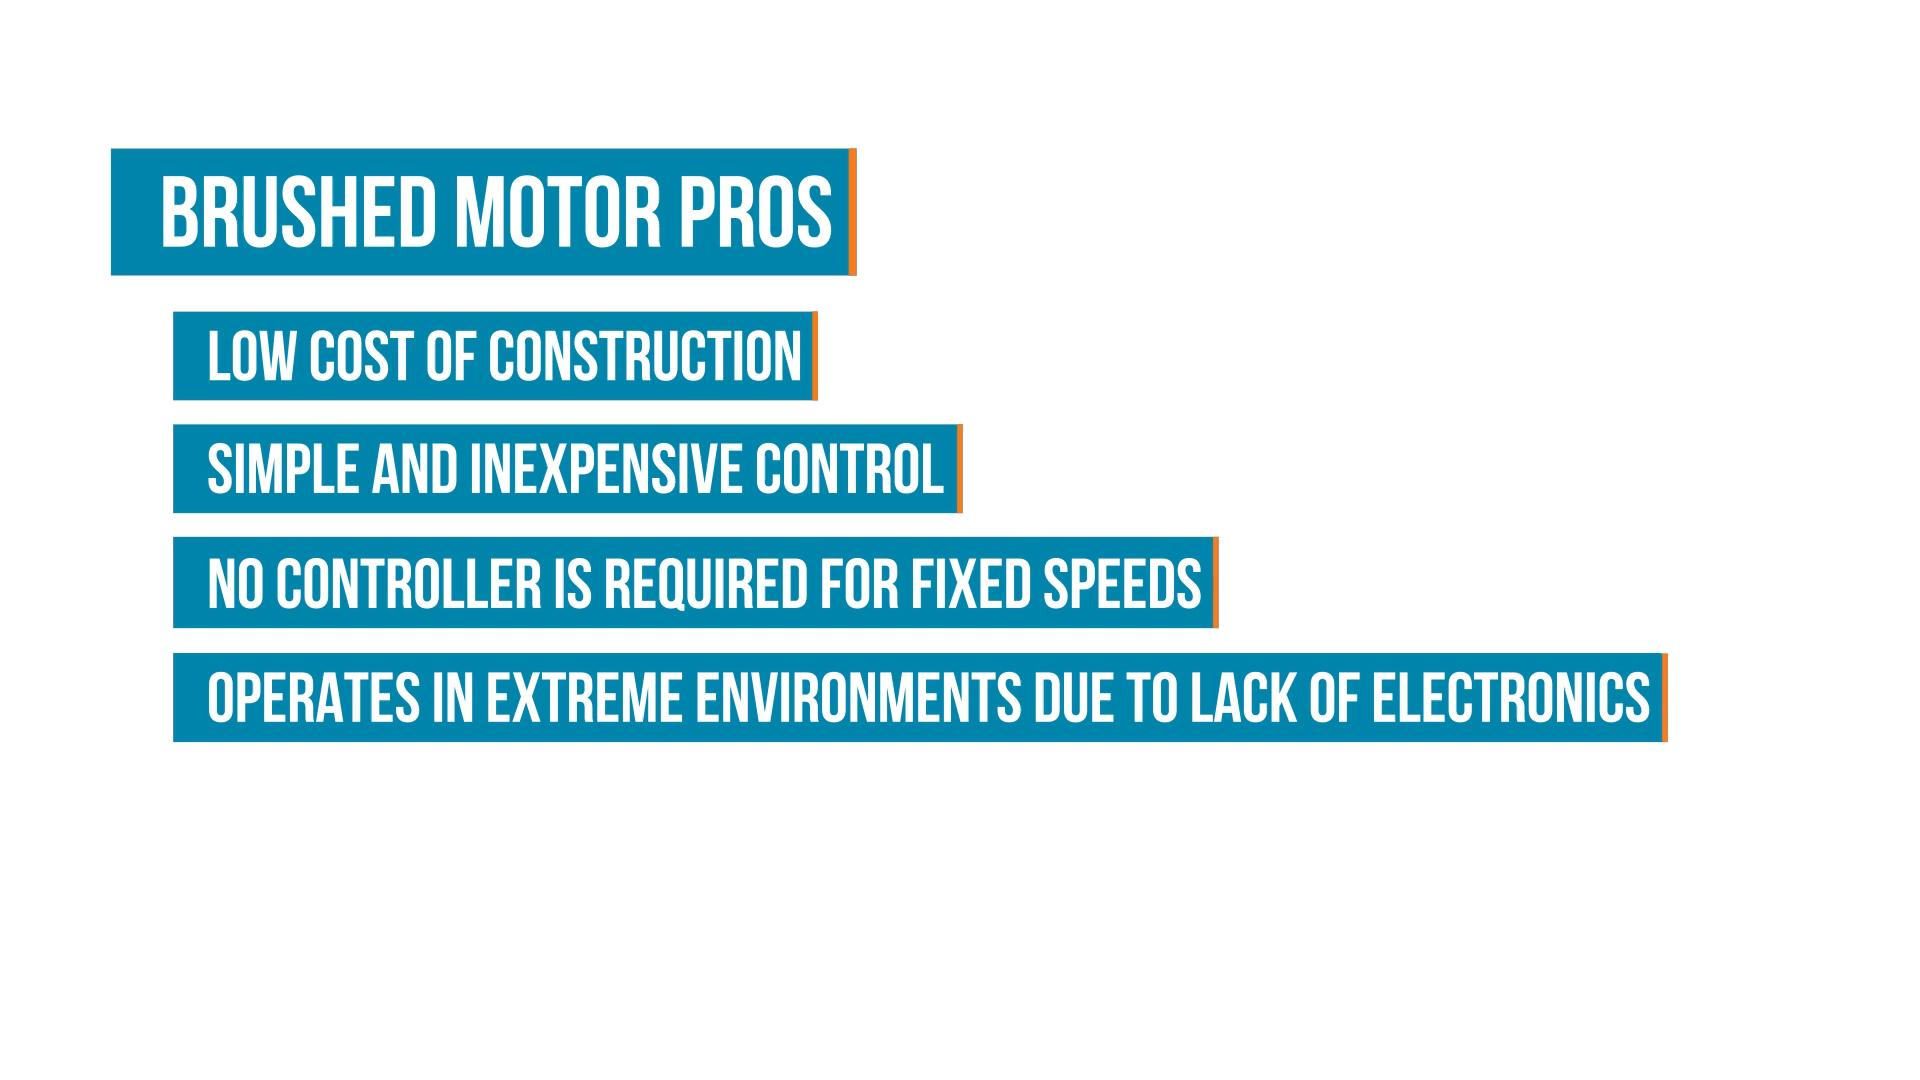 BRUSHED MOTOR PROS
LOW COST OF CONSTRUCTION
SIMPLE AND INEXPENSIVE CONTROL
NO CONTROLLER IS REQUIRED FOR FIXED SPEEDS
OPERATES IN EXTREME ENVIRONMENTS DUE TO LACK OF ELECTRONICS